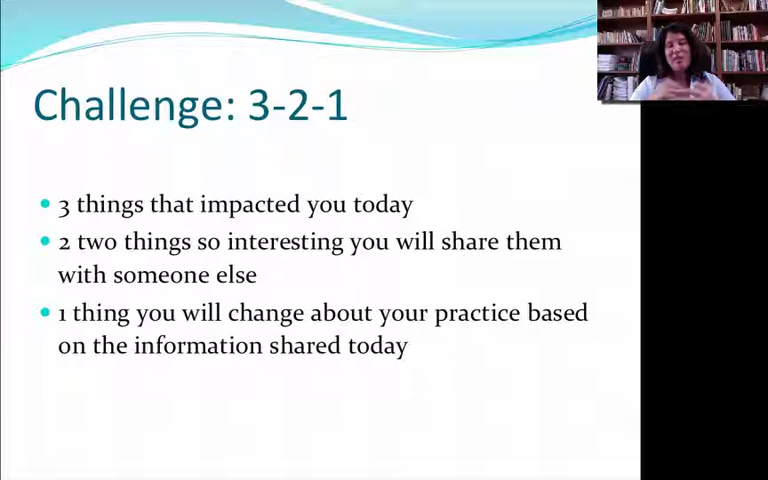 Challenge: 3-2-1
3 things that impacted you today
2 two things so interesting you will share them
with someone else
1 thing you will change about your practice based
on the information shared today